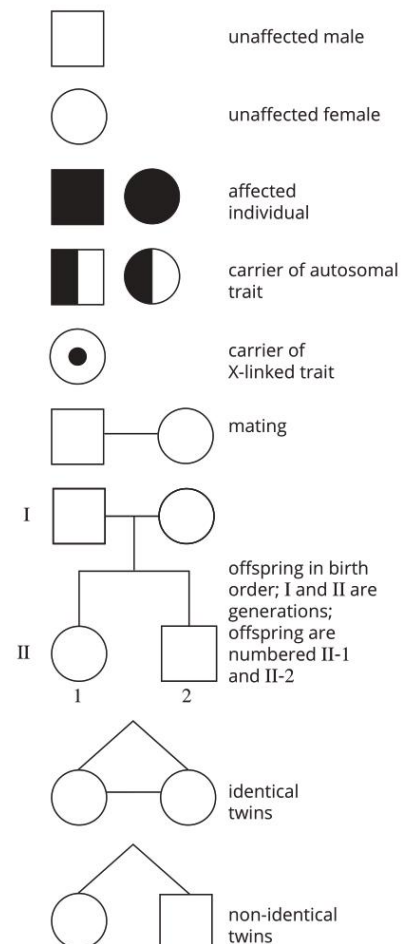 unaffected male
unaffected female
affected
individual
carrier of autosomal
trait
carrier of
X-linked trait
mating
I
offspring in birth
order; I and II are
generations;
offspring are
numbered II-1
and II-2
II
1
2
identical
twins
non-identical
twins